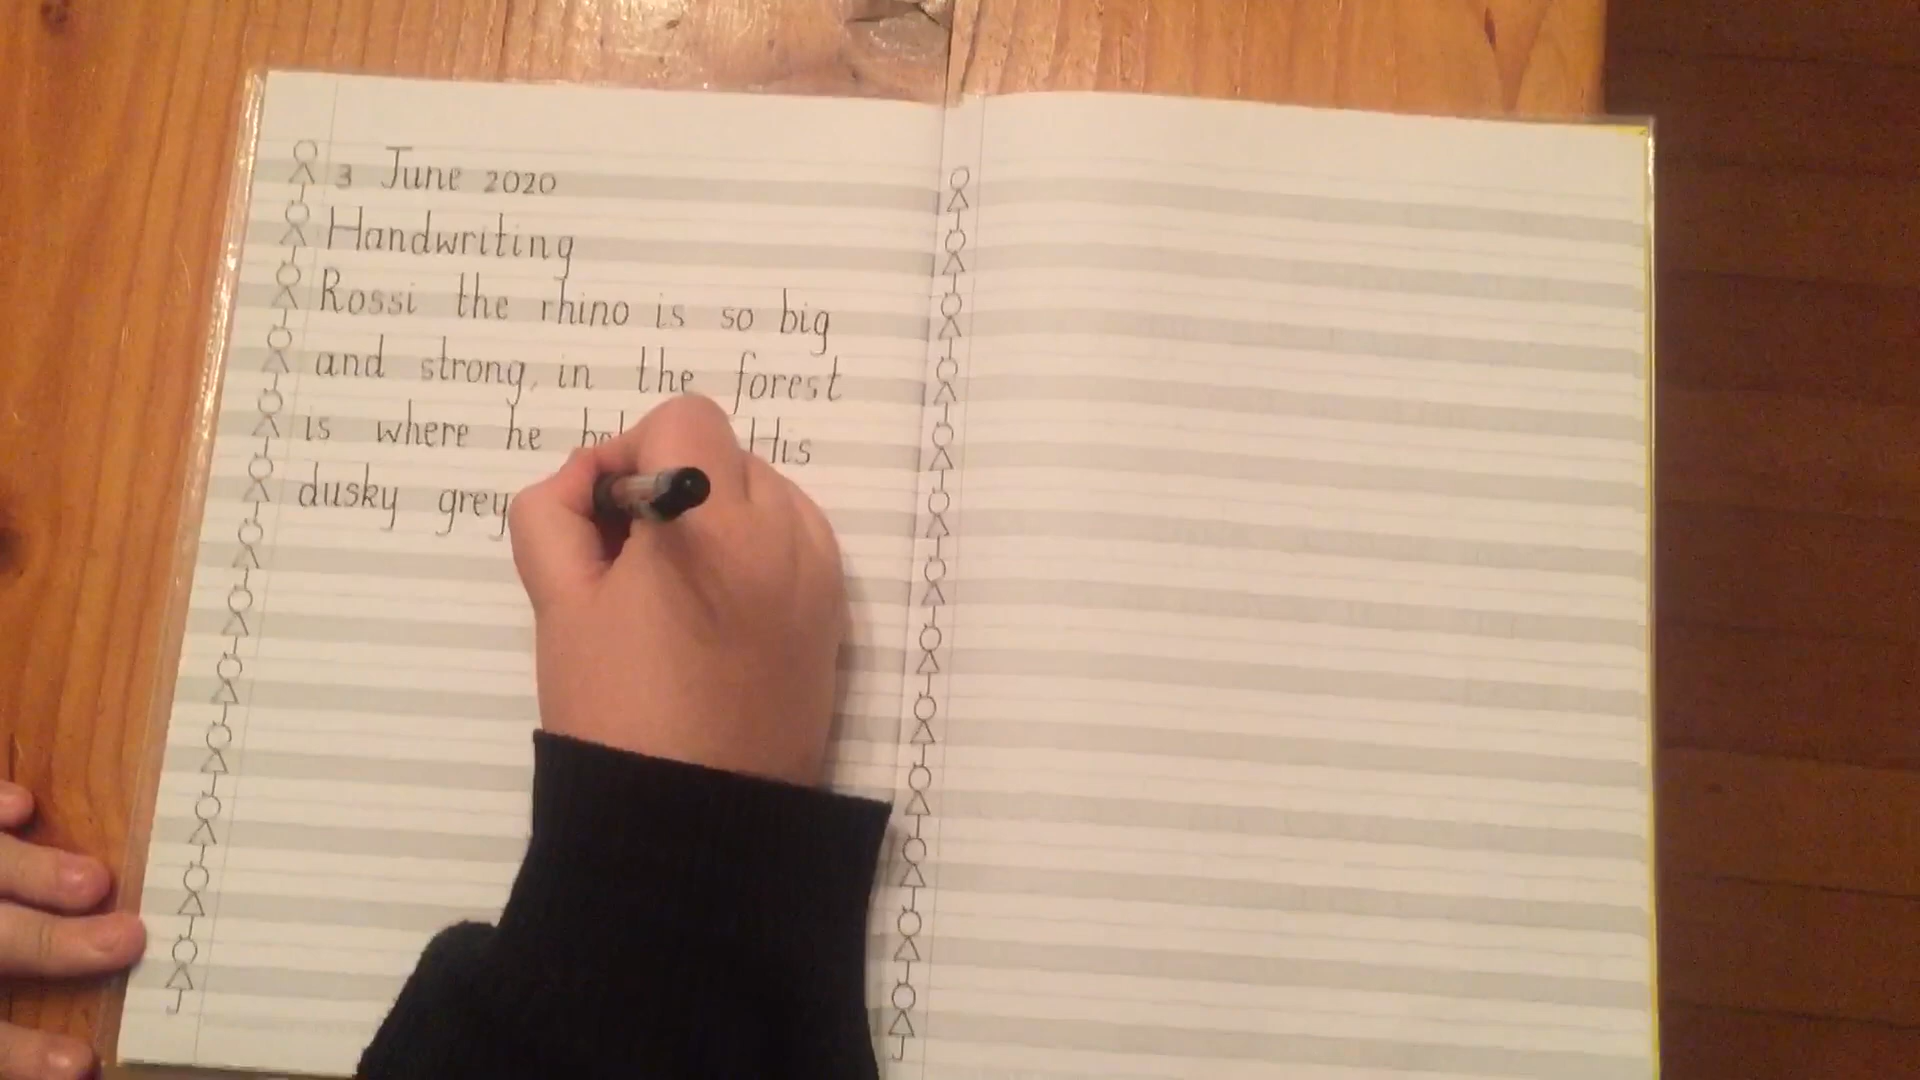 3 June 2020
Handwriting
Rossi the rhino is so big
and strong, in the forest
is where he His
dusky grey